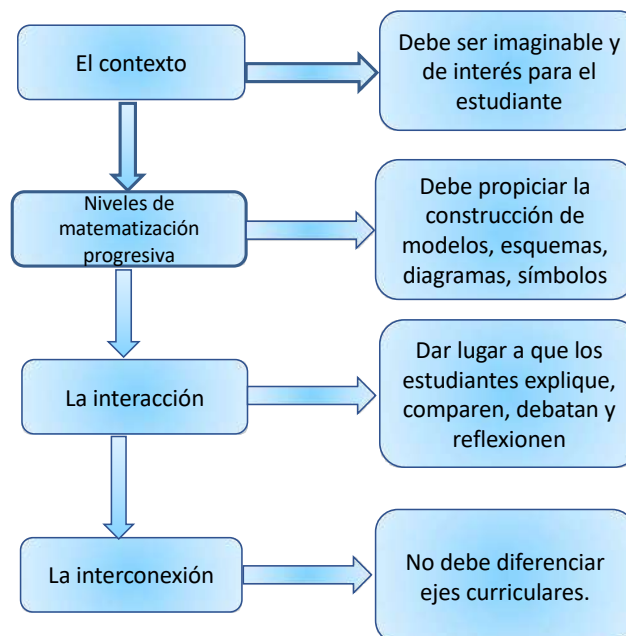 El contexto
Debe ser imaginable y
de interés para el
estudiante
Niveles de
matematización
progresiva
Debe propiciar la
construcción de
modelos, esquemas,
diagramas, símbolos
La interacción
Dar lugar a que los
estudiantes explique,
comparen, debatan y
reflexionen
La interconexión
No debe diferenciar
ejes curriculares.